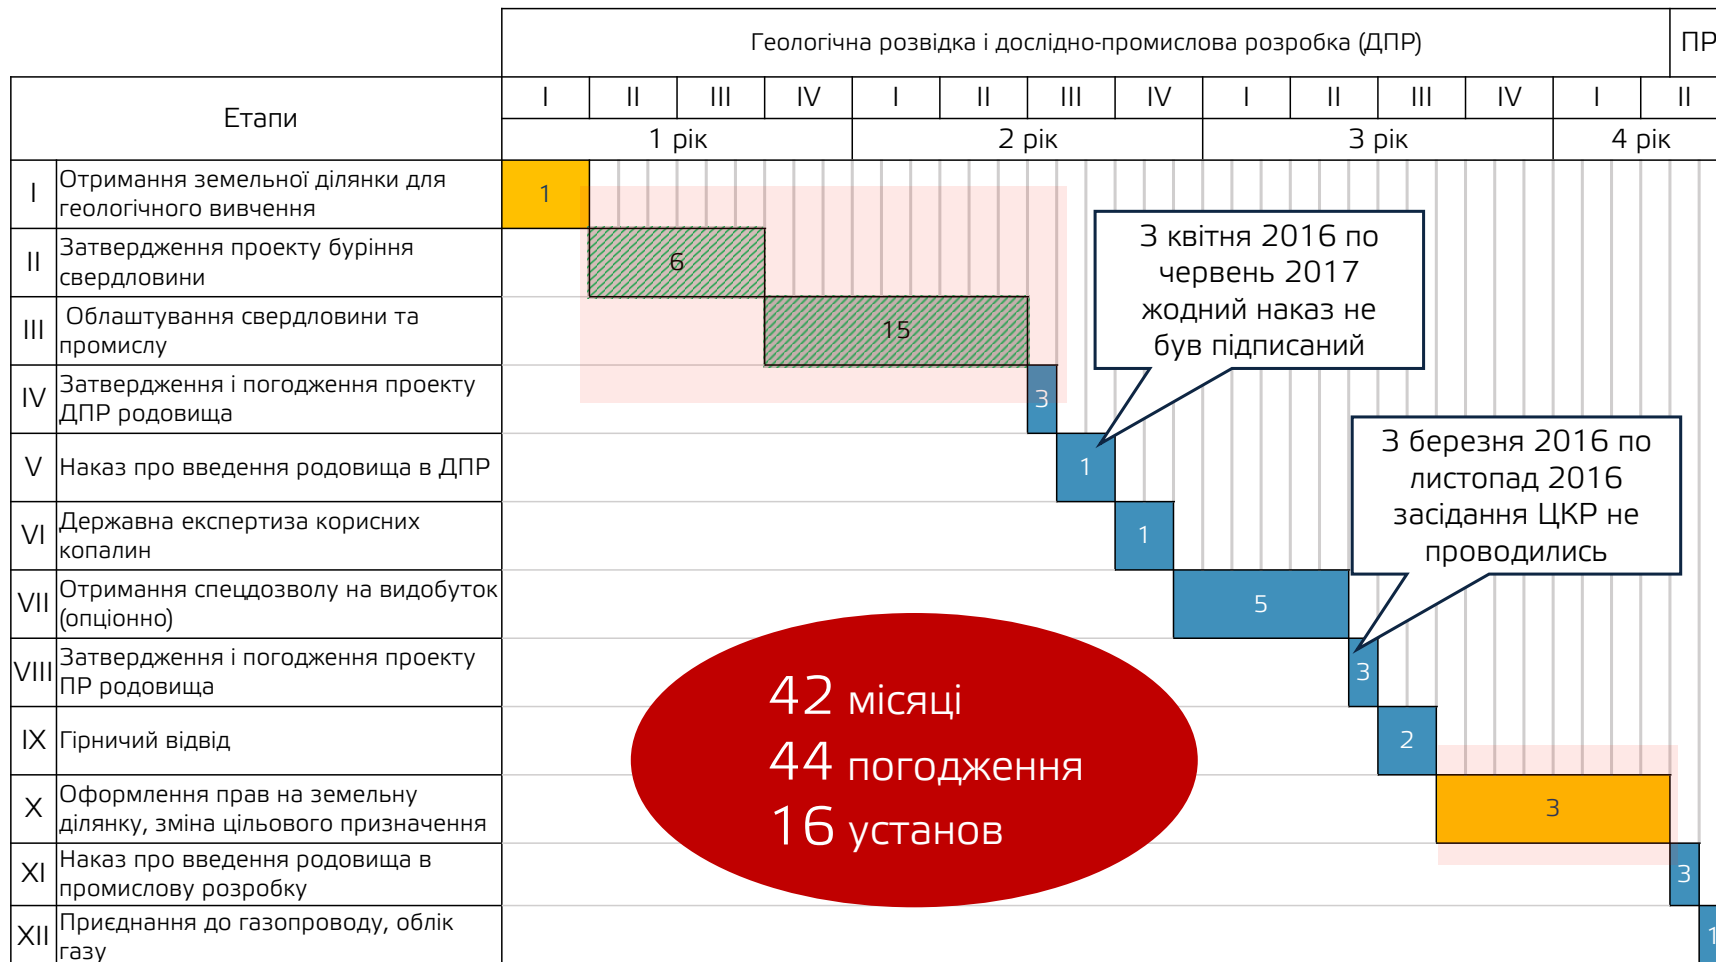 Геологічна розвідка і дослідно-промислова розробка (ДПР)
ПР
Етапи
I II III IV I II III IV I II III IV I II
1 рік 2 рік 3 рік 4 рік
I Отримання земельної ділянки для
геологічного вивчення
1
II Затвердження проекту буріння
свердловини
6
III Облаштування свердловини та
промислу
15
IV Затвердження і погодження проекту
ДПР родовища
3
V Наказ про введення родовища в ДПР
1
VI Державна експертиза корисних
копалин
1
VII Отримання спецдозволу на видобуток
(опціонно)
5
VIII Затвердження і погодження проекту
ПР родовища
3
IX Гірничий відвід
2
X Оформлення прав на земельну
ділянку, зміна цільового призначення
3
XI Наказ про введення родовища в
промислову розробку
3
XII Приєднання до газопроводу, облік
газу
1
З квітня 2016 по
червень 2017
жодний наказ не
був підписаний
З березня 2016 по
листопад 2016
засідання ЦКР не
проводились
42 місяці
44 погодження
16 установ